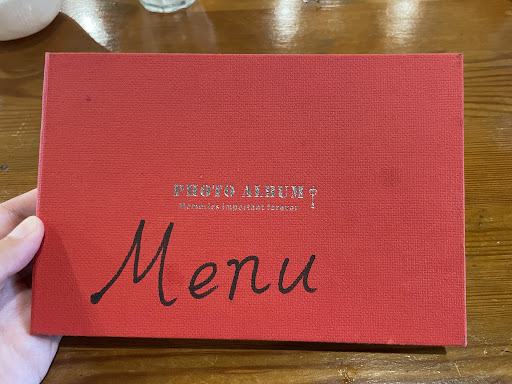 PHOTO ALBUM
Memories important forever
Menu